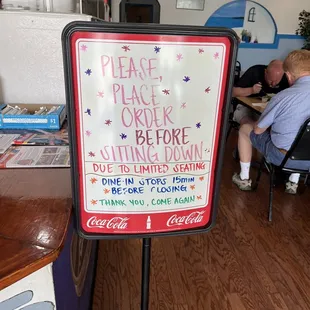 PLEASE,
PLACE
ORDER
BEFORE
SITTING DOWN
DUE TO LIMITED SEATING
DINE-IN STOPS 15min
BEFORE CLOSING
THANK YOU, COME AGAIN
Coca-Cola Coca-Cola